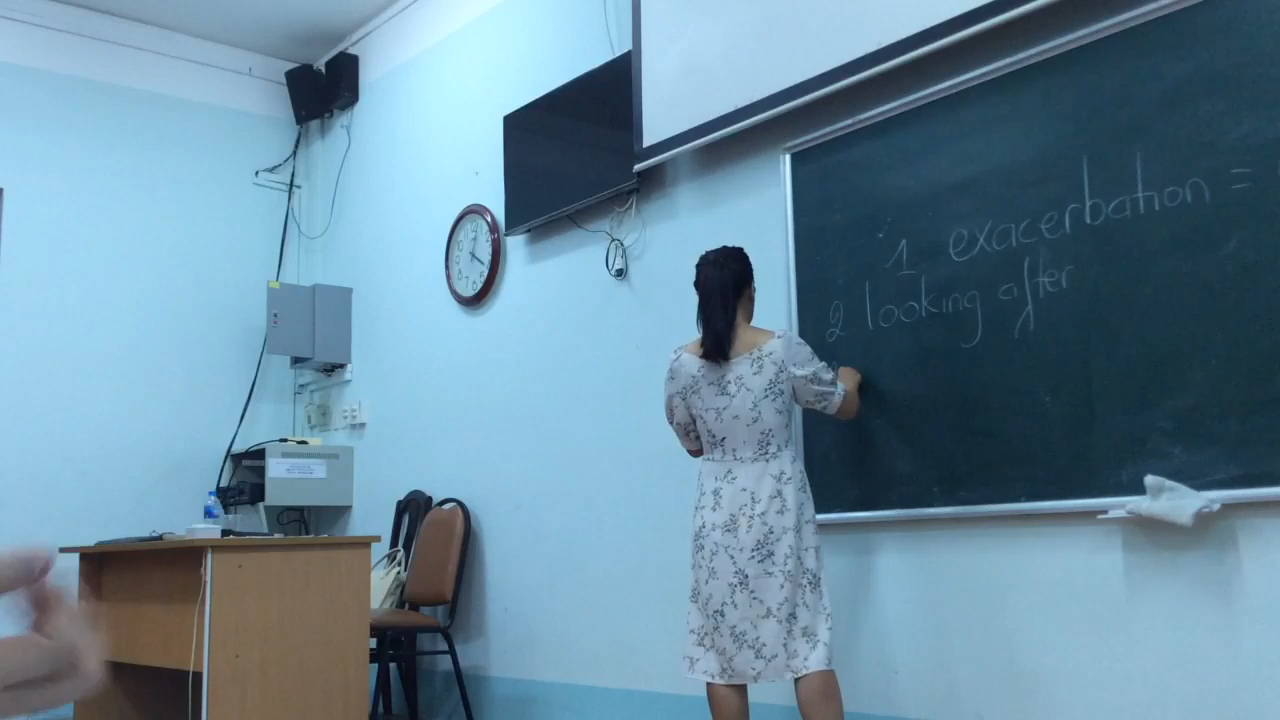 1 exacerbation =
2 looking after